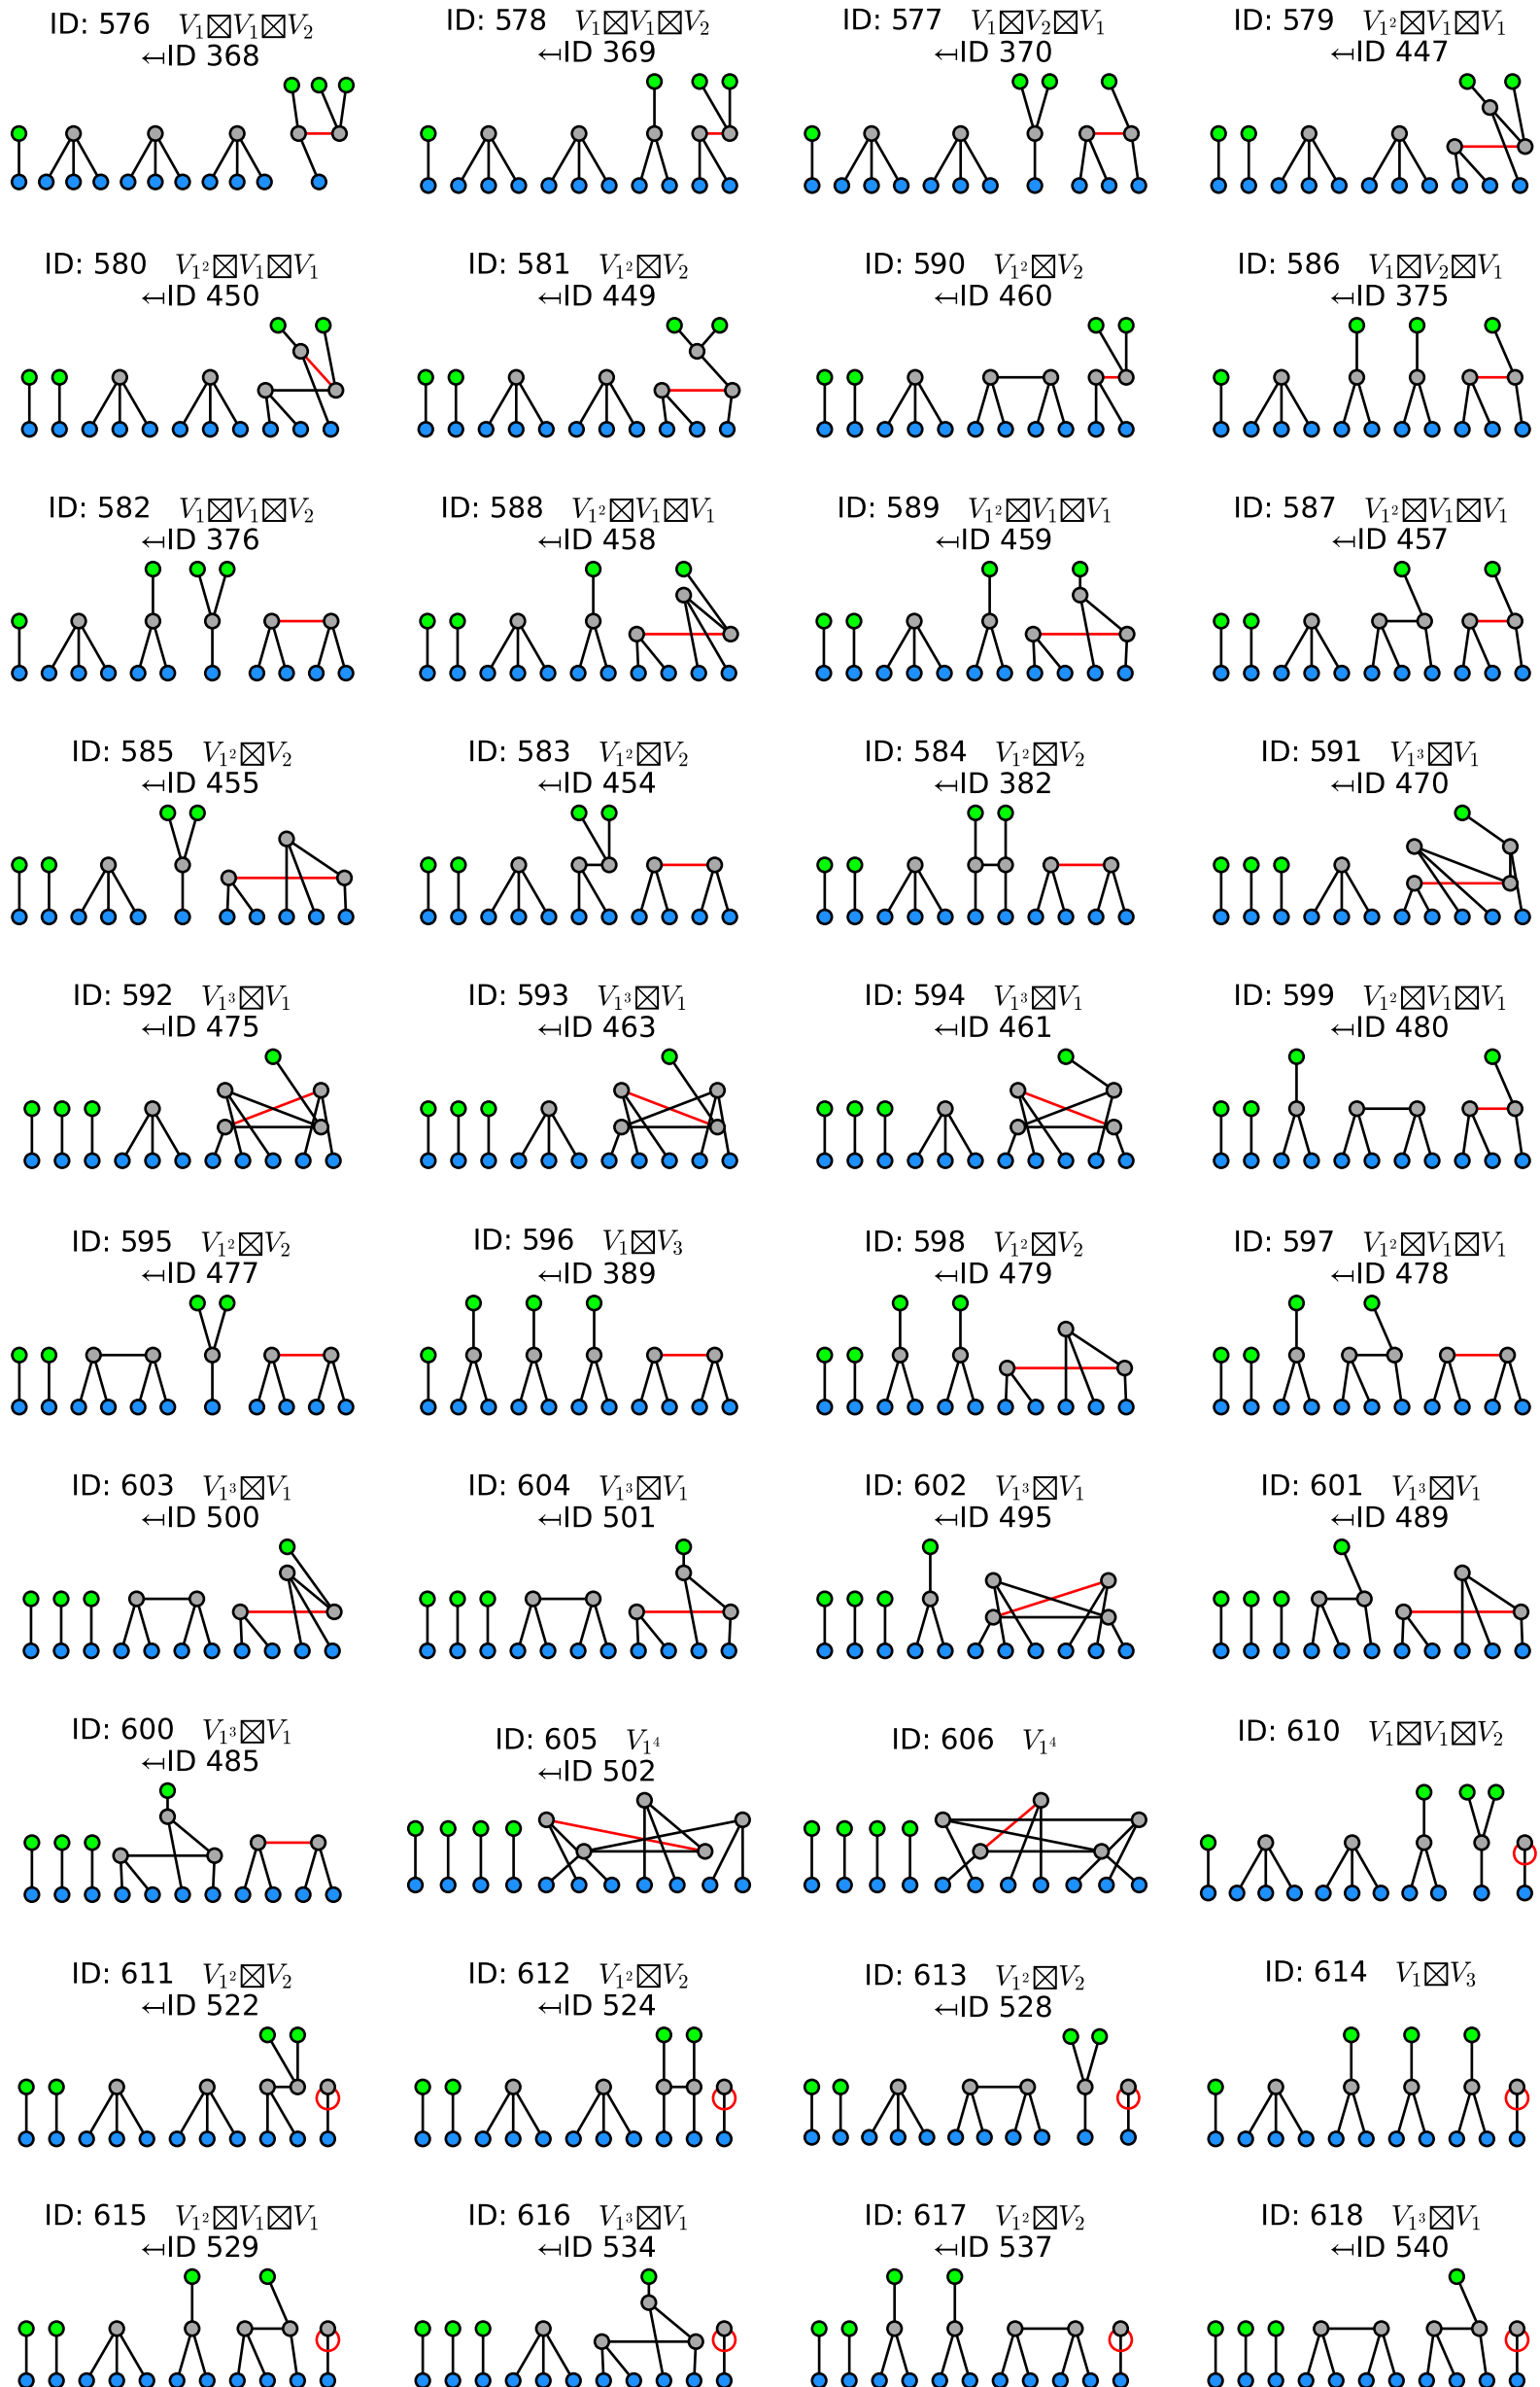 ID: 576 V₁⊠V₁⊠V₂
↤ID 368
ID: 578 V₁⊠V₁⊠V₂
↤ID 369
ID: 577 V₁⊠V₂⊠V₁
↤ID 370
ID: 579 V₁²⊠V₁⊠V₁
↤ID 447
ID: 580 V₁²⊠V₁⊠V₁
↤ID 450
ID: 581 V₁²⊠V₂
↤ID 449
ID: 590 V₁²⊠V₂
↤ID 460
ID: 586 V₁⊠V₂⊠V₁
↤ID 375
ID: 582 V₁⊠V₁⊠V₂
↤ID 376
ID: 588 V₁²⊠V₁⊠V₁
↤ID 458
ID: 589 V₁²⊠V₁⊠V₁
↤ID 459
ID: 587 V₁²⊠V₁⊠V₁
↤ID 457
ID: 585 V₁²⊠V₂
↤ID 455
ID: 583 V₁²⊠V₂
↤ID 454
ID: 584 V₁²⊠V₂
↤ID 382
ID: 591 V₁³⊠V₁
↤ID 470
ID: 592 V₁³⊠V₁
↤ID 475
ID: 593 V₁³⊠V₁
↤ID 463
ID: 594 V₁³⊠V₁
↤ID 461
ID: 599 V₁²⊠V₁⊠V₁
↤ID 480
ID: 595 V₁²⊠V₂
↤ID 477
ID: 596 V₁⊠V₃
↤ID 389
ID: 598 V₁²⊠V₂
↤ID 479
ID: 597 V₁²⊠V₁⊠V₁
↤ID 478
ID: 603 V₁³⊠V₁
↤ID 500
ID: 604 V₁³⊠V₁
↤ID 501
ID: 602 V₁³⊠V₁
↤ID 495
ID: 601 V₁³⊠V₁
↤ID 489
ID: 600 V₁³⊠V₁
↤ID 485
ID: 605 V₁⁴
↤ID 502
ID: 606 V₁⁴
ID: 610 V₁⊠V₁⊠V₂
ID: 611 V₁²⊠V₂
↤ID 522
ID: 612 V₁²⊠V₂
↤ID 524
ID: 613 V₁²⊠V₂
↤ID 528
ID: 614 V₁⊠V₃
ID: 615 V₁²⊠V₁⊠V₁
↤ID 529
ID: 616 V₁³⊠V₁
↤ID 534
ID: 617 V₁²⊠V₂
↤ID 537
ID: 618 V₁³⊠V₁
↤ID 540